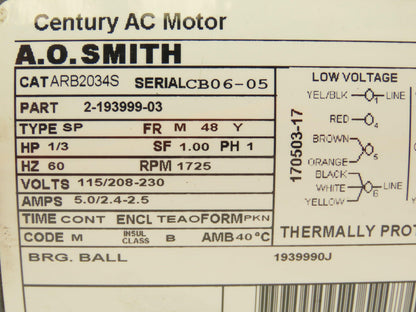 Century AC Motor
A.O.SMITH
CAT ARB2034S SERIAL CB06-05
PART 2-193999-03
TYPE SP FR M 48 Y
HP 1/3 SF 1.00 PH 1
HZ 60 RPM 1725
VOLTS 115/208-230
AMPS 5.0/2.4-2.5
TIME CONT ENCL TEAO FORM PKN
CODE M INSUL CLASS B AMB 40°C
BRG. BALL 1939990J
170503-17
LOW VOLTAGE
YEL/BLK 1 LINE
RED 4
BROWN
5
ORANGE
BLACK
WHITE 6 LINE
YELLOW
THERMALLY PROT